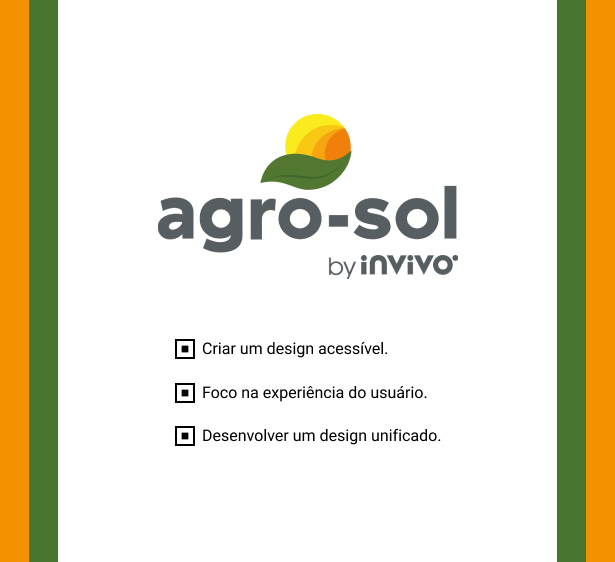 agro-sol
by invivo
Criar um design acessível.
Foco na experiência do usuário.
Desenvolver um design unificado.